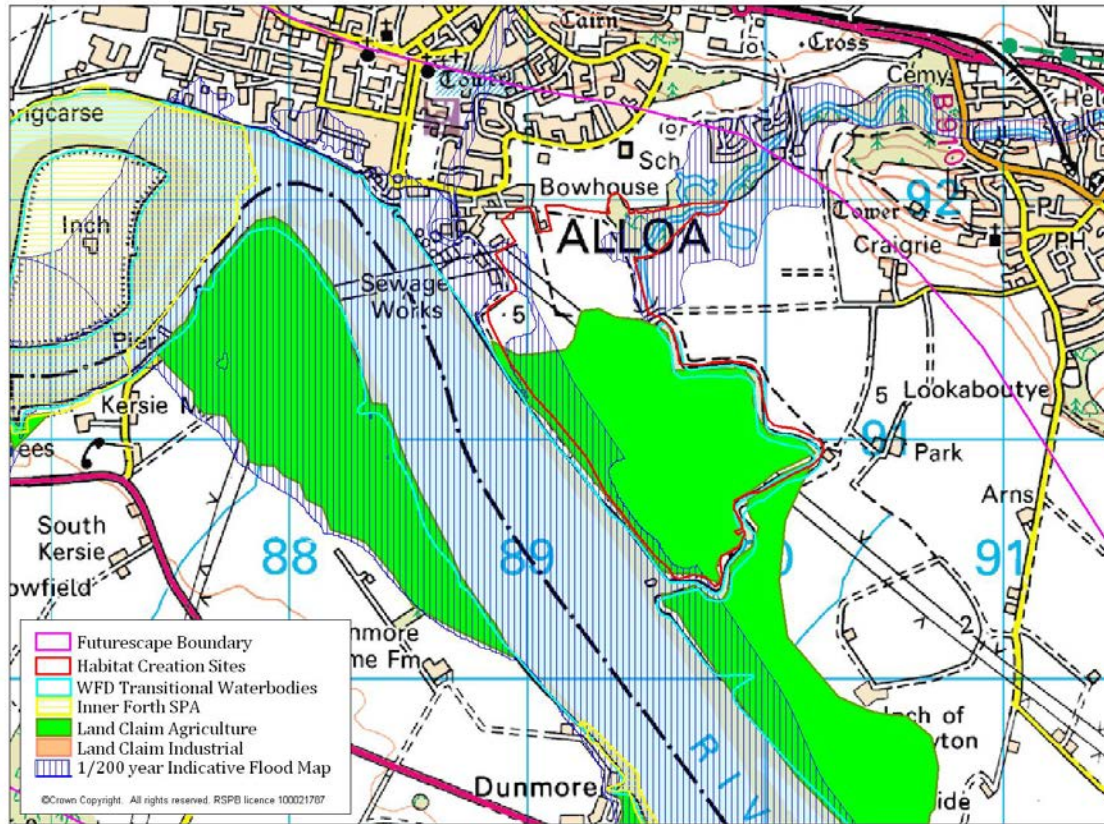 Cairn
Cross
Cemy
B910
Sch
Bowhouse
ALLOA
Tower
92
Craigrie
PH
Inch
Sewage
Works
5
Pier
Kersie
5
Lookaboutye
91
Park
South
Kersie
Arns
88
89
91
2
Inch of
Dunmore
R I V
Futurescape Boundary
Habitat Creation Sites
WFD Transitional Waterbodies
Inner Forth SPA
Land Claim Agriculture
Land Claim Industrial
1/200 year Indicative Flood Map
©Crown Copyright. All rights reserved. RSPB licence 100021787